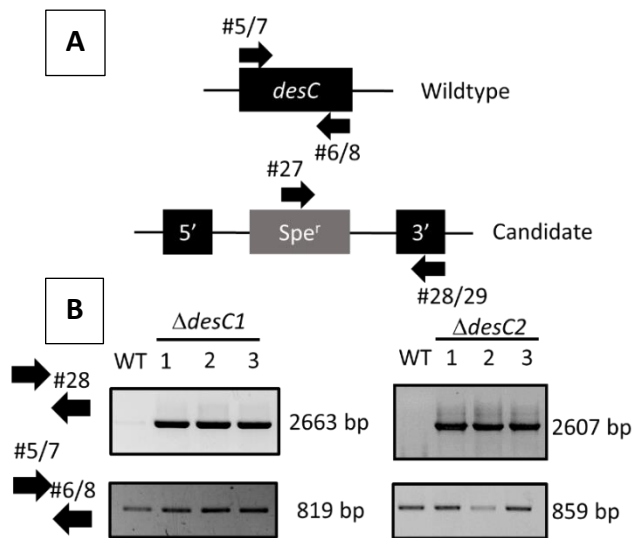 A
#5/7
desC
Wildtype
#6/8
#27
5'
Speʳ
3'
Candidate
#28/29
B
ΔdesC1
ΔdesC2
WT 1 2 3
WT 1 2 3
#28
2663 bp
2607 bp
#5/7
#6/8
819 bp
859 bp